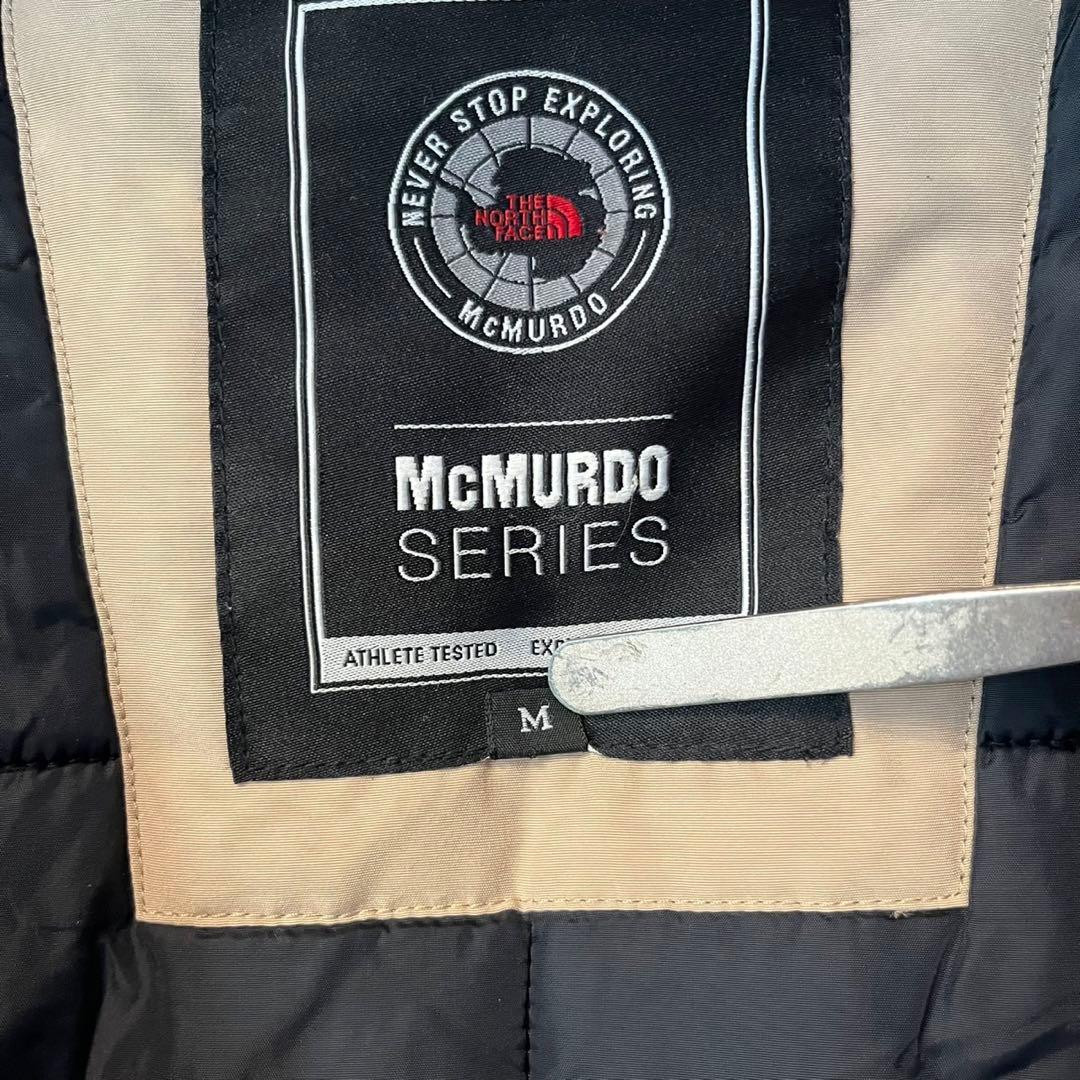 NEVER STOP EXPLORING
THE
NORTH
FACE
McMURDO
McMURDO
SERIES
ATHLETE TESTED
M